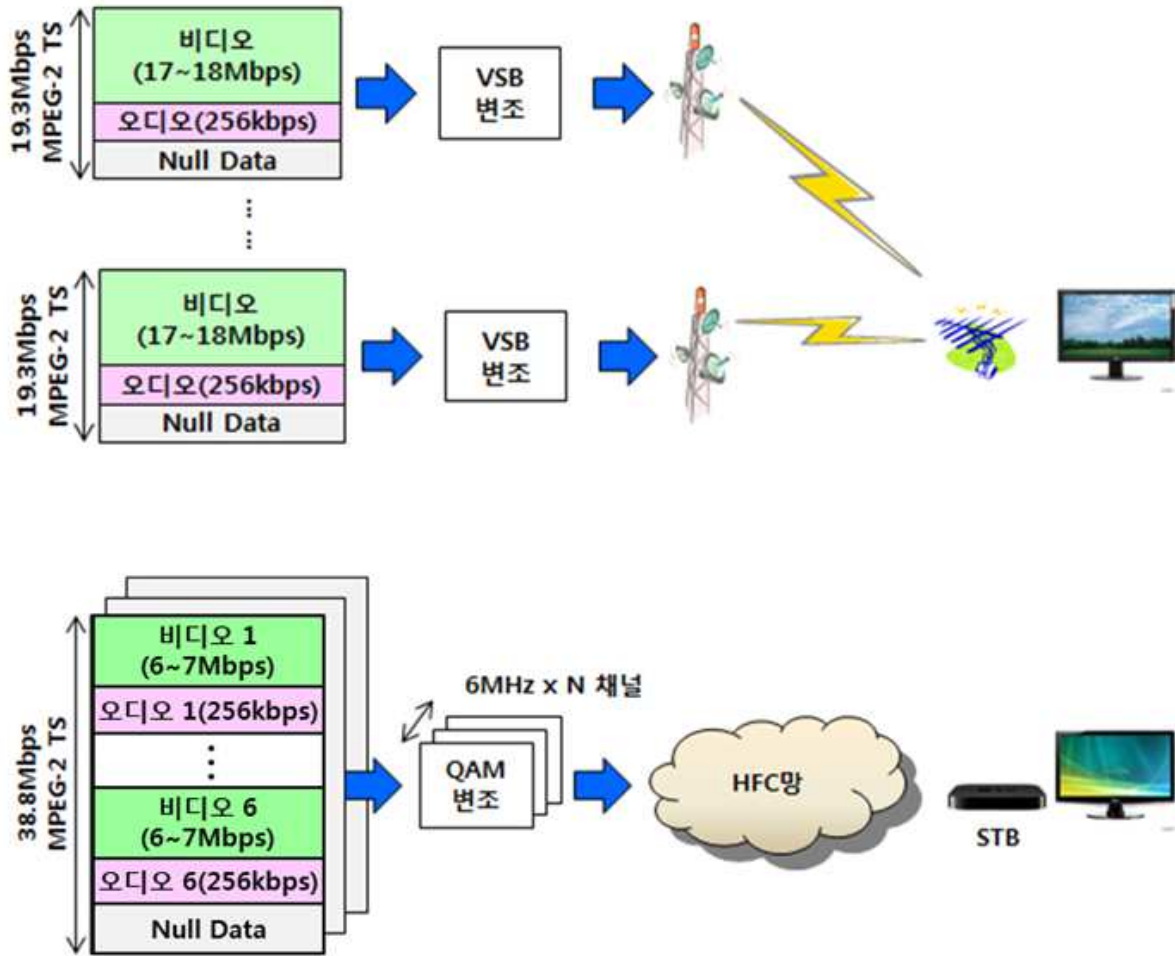 19.3Mbps
MPEG-2 TS
비디오
(17~18Mbps)
오디오(256kbps)
Null Data
VSB
변조
19.3Mbps
MPEG-2 TS
비디오
(17~18Mbps)
오디오(256kbps)
Null Data
VSB
변조
38.8Mbps
MPEG-2 TS
비디오 1
(6~7Mbps)
오디오 1(256kbps)
비디오 6
(6~7Mbps)
오디오 6(256kbps)
Null Data
6MHz x N 채널
QAM
변조
HFC망
STB